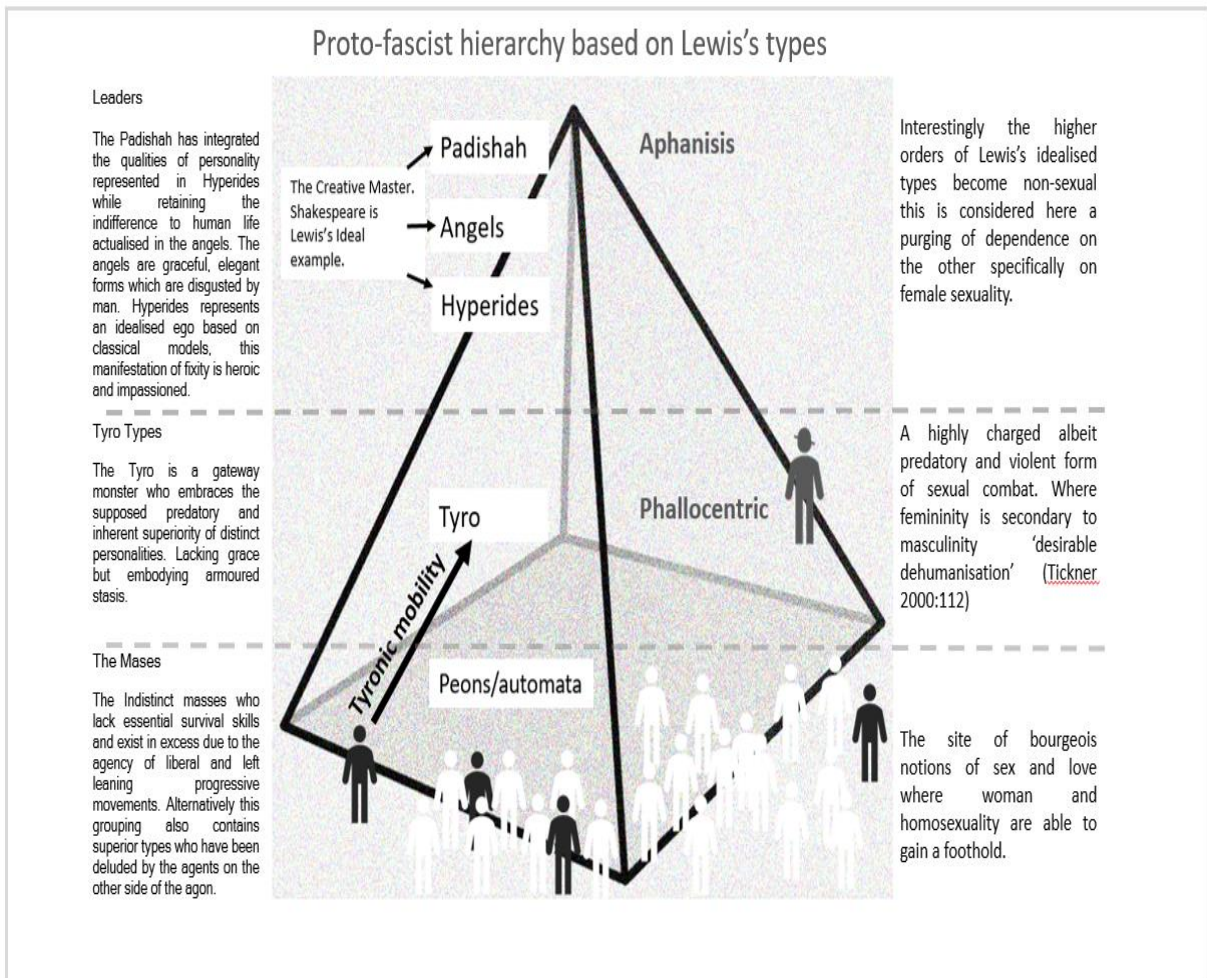 Proto-fascist hierarchy based on Lewis's types
Leaders
The Padishah has integrated
the qualities of personality
represented in Hyperides
while retaining the
indifference to human life
actualised in the angels. The
angels are graceful, elegant
forms which are disgusted by
man. Hyperides represents
an idealised ego based on
classical models, this
manifestation of fixity is heroic
and impassioned.
The Creative Master.
Shakespeare is
Lewis's Ideal
example.
Padishah
Angels
Hyperides
Aphanisis
Interestingly the higher
orders of Lewis's idealised
types become non-sexual
this is considered here a
purging of dependence on
the other specifically on
female sexuality.
Tyro Types
The Tyro is a gateway
monster who embraces the
supposed predatory and
inherent superiority of distinct
personalities. Lacking grace
but embodying armoured
stasis.
Tyro
Tyronic mobility
Phallocentric
A highly charged albeit
predatory and violent form
of sexual combat. Where
femininity is secondary to
masculinity 'desirable
dehumanisation' (Tickner
2000:112)
The Mases
The Indistinct masses who
lack essential survival skills
and exist in excess due to the
agency of liberal and left
leaning progressive
movements. Alternatively this
grouping also contains
superior types who have been
deluded by the agents on the
other side of the agon.
Peons/automata
The site of bourgeois
notions of sex and love
where woman and
homosexuality are able to
gain a foothold.